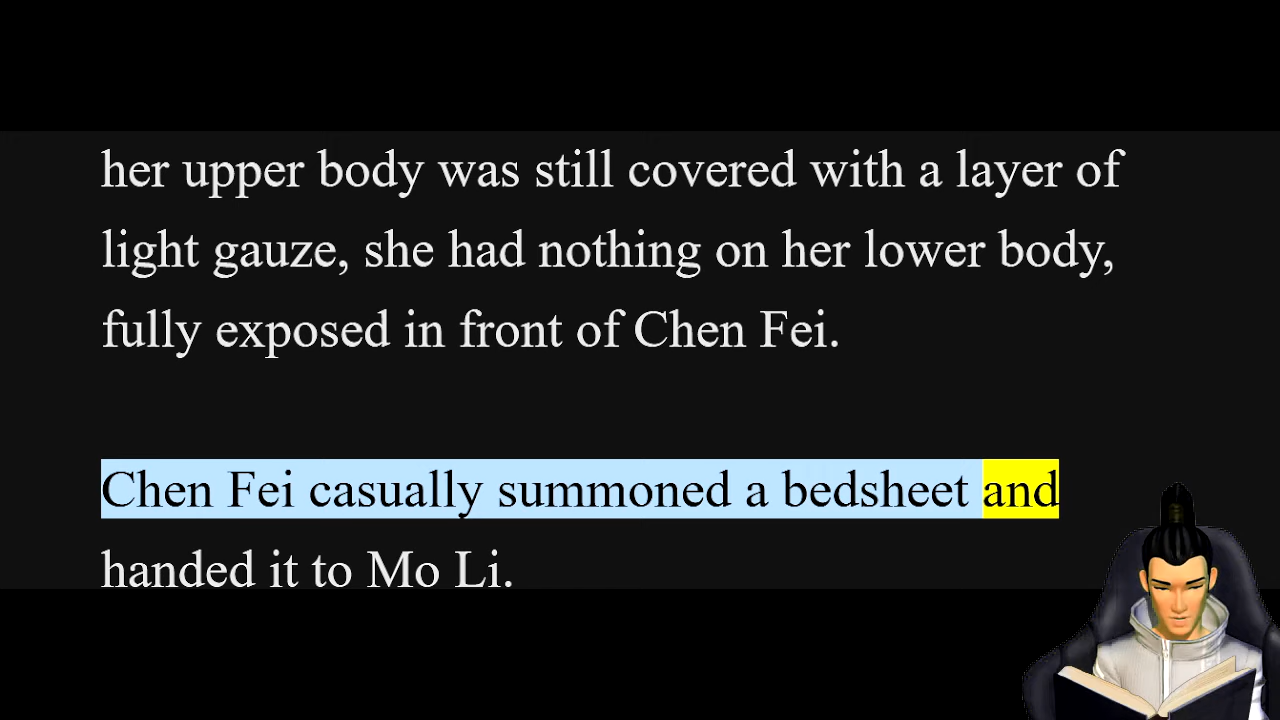 her upper body was still covered with a layer of
light gauze, she had nothing on her lower body,
fully exposed in front of Chen Fei.
Chen Fei casually summoned a bedsheet and
handed it to Mo Li.